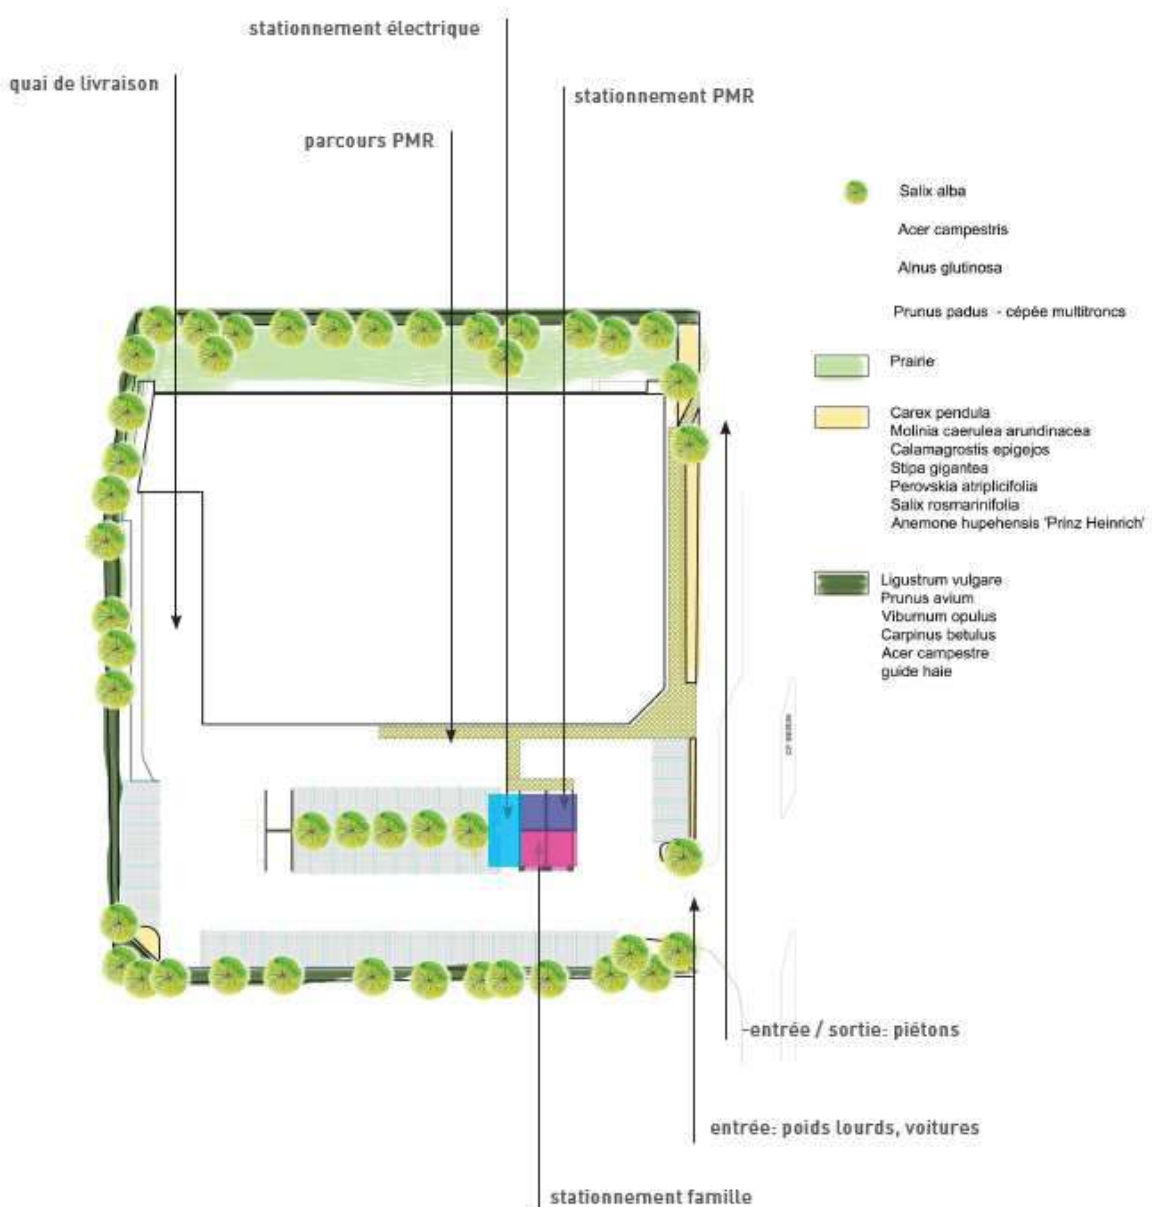 stationnement électrique
quai de livraison
stationnement PMR
parcours PMR
Salix alba
Acer campestris
Alnus glutinosa
Prunus padus - cépée multitroncs
Prairie
Carex pendula
Molinia caerulea arundinacea
Calamagrostis epigejos
Stipa gigantea
Perovskia atriplicifolia
Salix rosmarinifolia
Anemone hupehensis 'Prinz Heinrich'
Ligustrum vulgare
Prunus avium
Viburnum opulus
Carpinus betulus
Acer campestre
guide haie
-entrée / sortie: piétons
entrée: poids lourds, voitures
stationnement famille